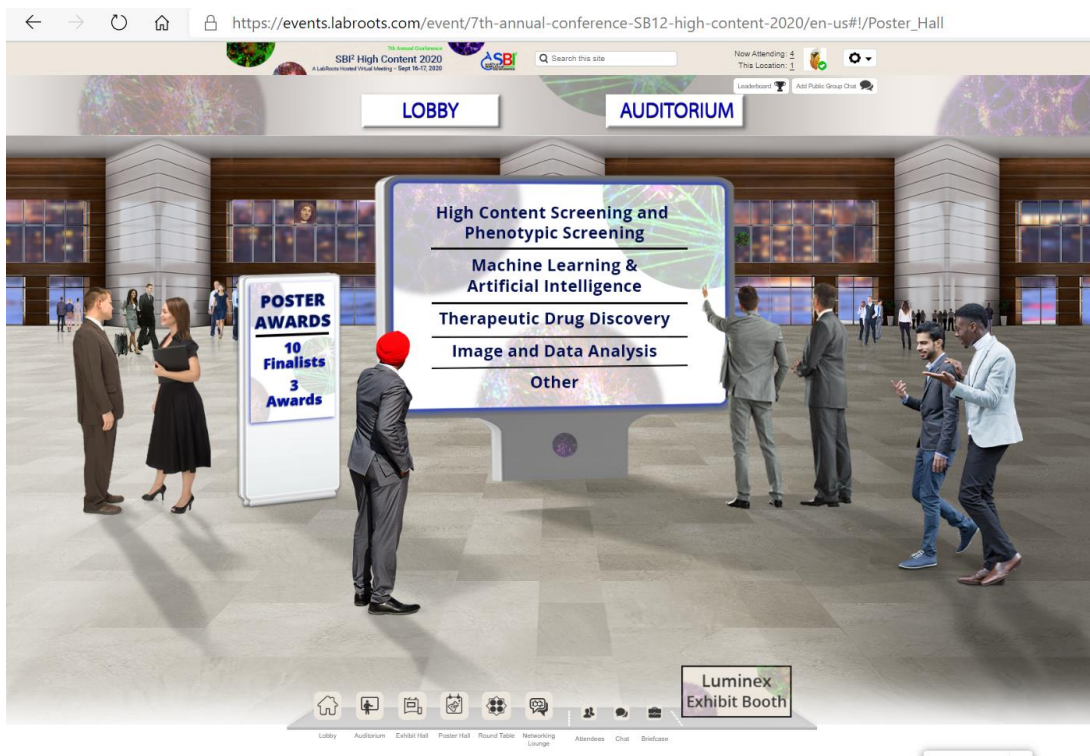 https://events.labroots.com/event/7th-annual-conference-SB12-high-content-2020/en-us#!/Poster_Hall
7th Annual Conference
SBI² High Content 2020
A LabRoots Hosted Virtual Meeting - Sept 16-17, 2020
SBI²
Search this site
Now Attending: 4
This Location: 1
Leaderboard
Add Public Group Chat
LOBBY
AUDITORIUM
High Content Screening and
Phenotypic Screening
Machine Learning &
Artificial Intelligence
Therapeutic Drug Discovery
Image and Data Analysis
Other
POSTER
AWARDS
10
Finalists
3
Awards
Luminex
Exhibit Booth
Lobby
Auditorium
Exhibit Hall
Poster Hall
Round Table
Networking
Lounge
Attendees
Chat
Briefcase